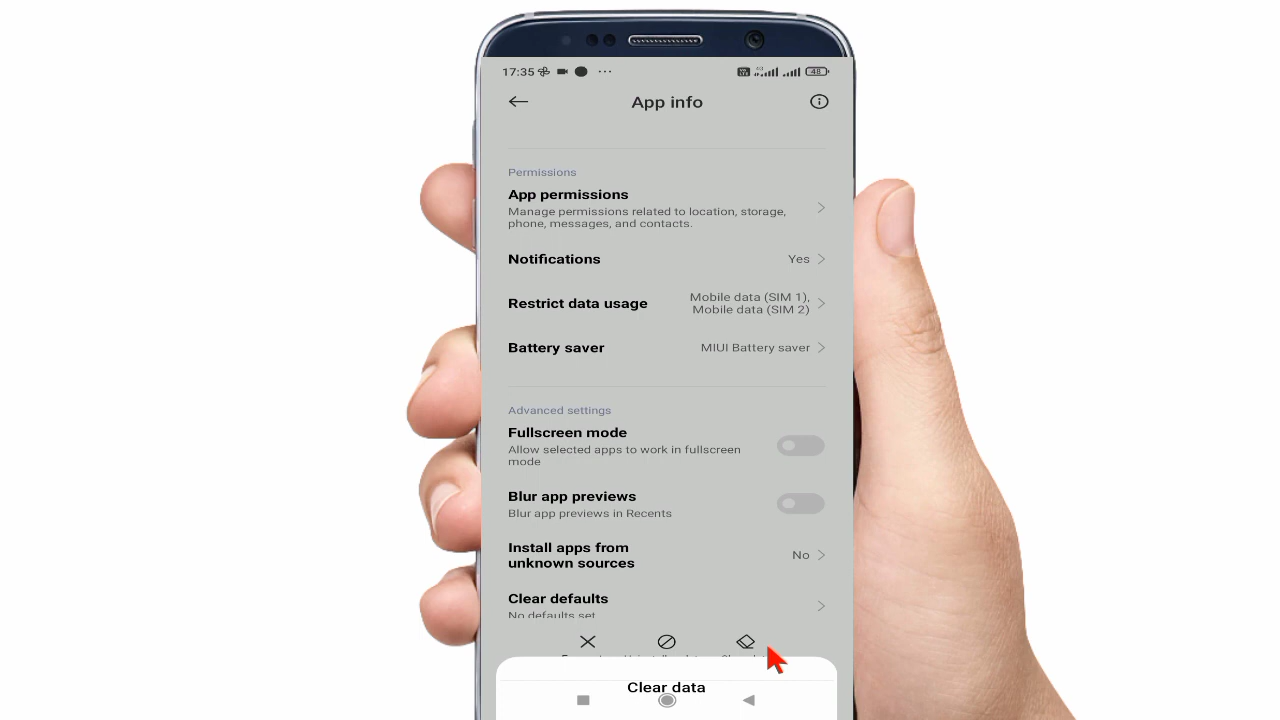 17:35
48
App info
Permissions
App permissions
Manage permissions related to location, storage,
phone, messages, and contacts.
Notifications
Yes
Restrict data usage
Mobile data (SIM 1),
Mobile data (SIM 2)
Battery saver
MIUI Battery saver
Advanced settings
Fullscreen mode
Allow selected apps to work in fullscreen
mode
Blur app previews
Blur app previews in Recents
Install apps from
unknown sources
No
Clear defaults
No defaults set
Clear data